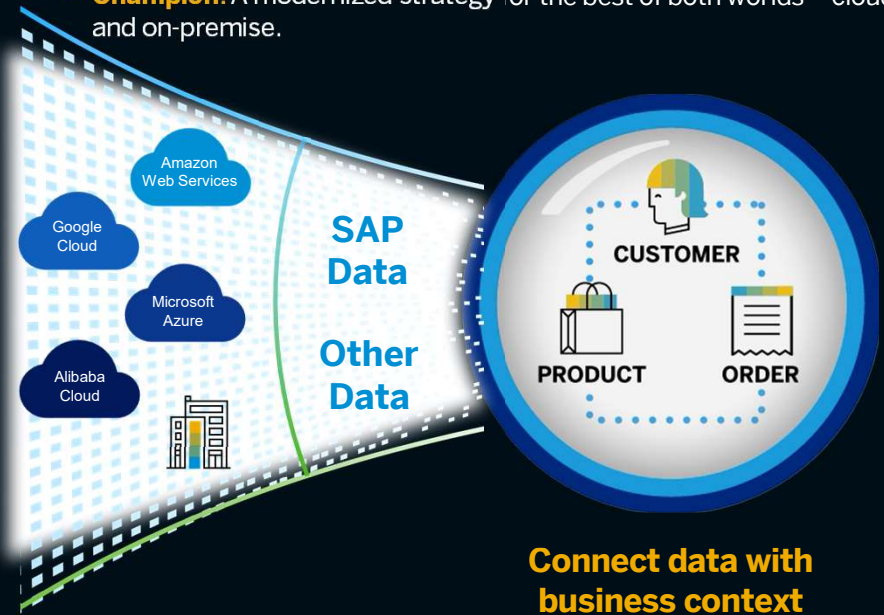 Champion: A modernized strategy for the best of both worlds – cloud
and on-premise.
Amazon
Web Services
Google
Cloud
Microsoft
Azure
Alibaba
Cloud
SAP
Data
Other
Data
CUSTOMER
PRODUCT
ORDER
Connect data with
business context